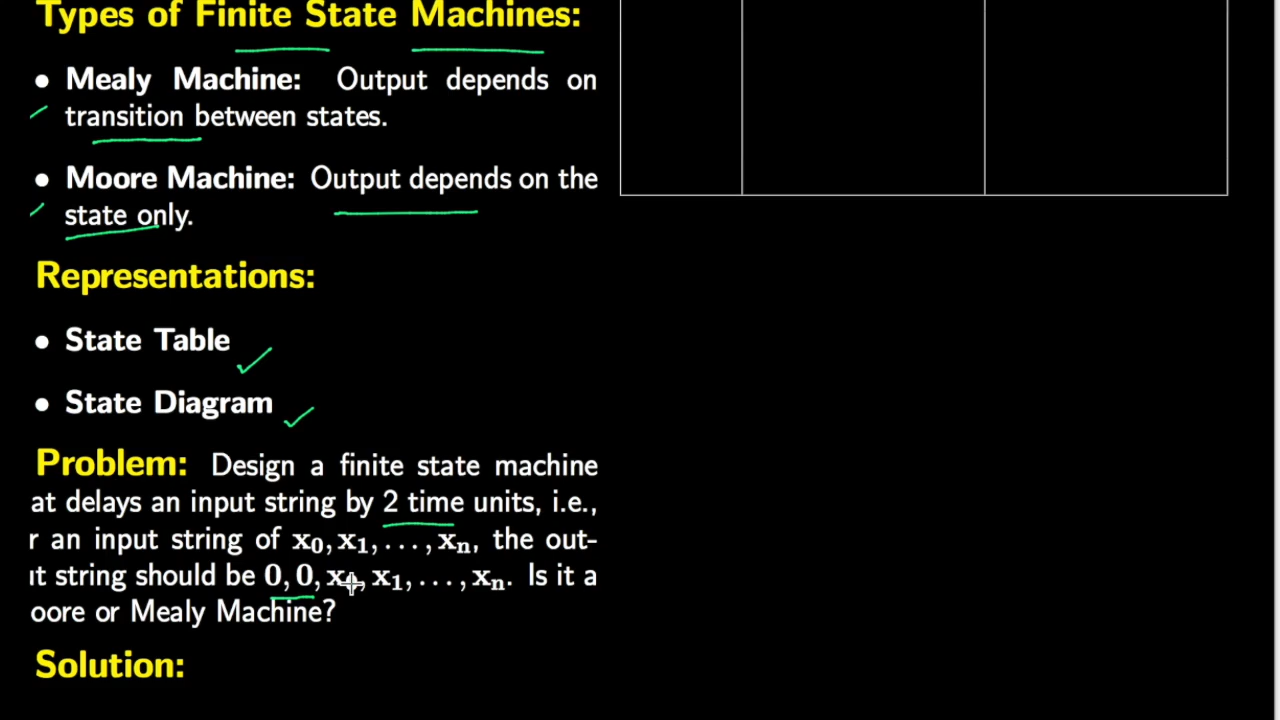 Types of Finite State Machines:
• Mealy Machine: Output depends on
transition between states.
• Moore Machine: Output depends on the
state only.
Representations:
• State Table
• State Diagram
Problem: Design a finite state machine
at delays an input string by 2 time units, i.e.,
r an input string of x₀, x₁, . . . , xₙ, the out-
ut string should be 0, 0, x₀, x₁, . . . , xₙ. Is it a
oore or Mealy Machine?
Solution: